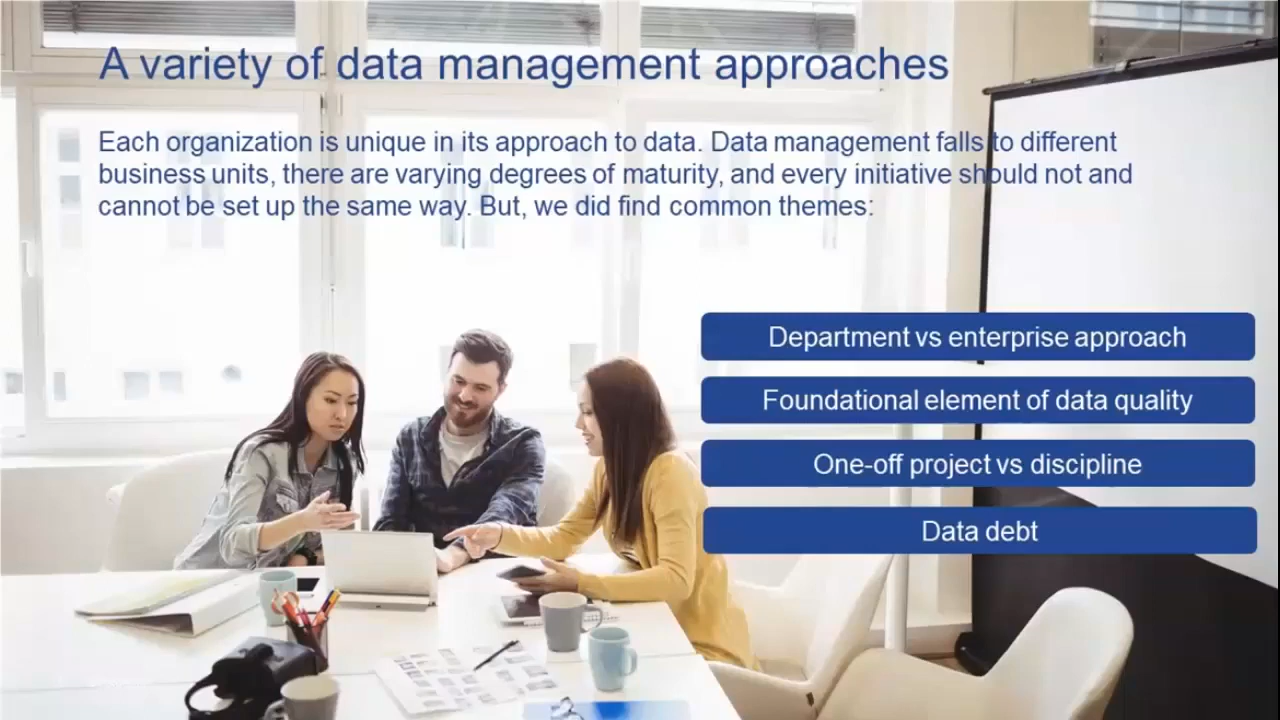 A variety of data management approaches
Each organization is unique in its approach to data. Data management falls to different
business units, there are varying degrees of maturity, and every initiative should not and
cannot be set up the same way. But, we did find common themes:
Department vs enterprise approach
Foundational element of data quality
One-off project vs discipline
Data debt